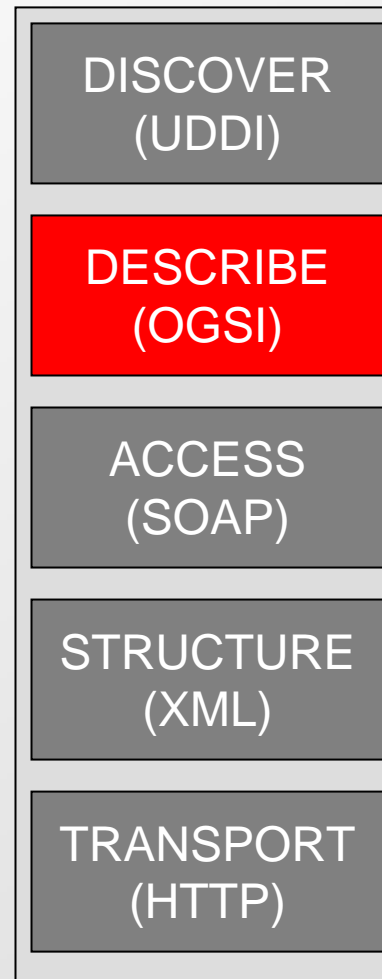 DISCOVER
(UDDI)
DESCRIBE
(OGSI)
ACCESS
(SOAP)
STRUCTURE
(XML)
TRANSPORT
(HTTP)